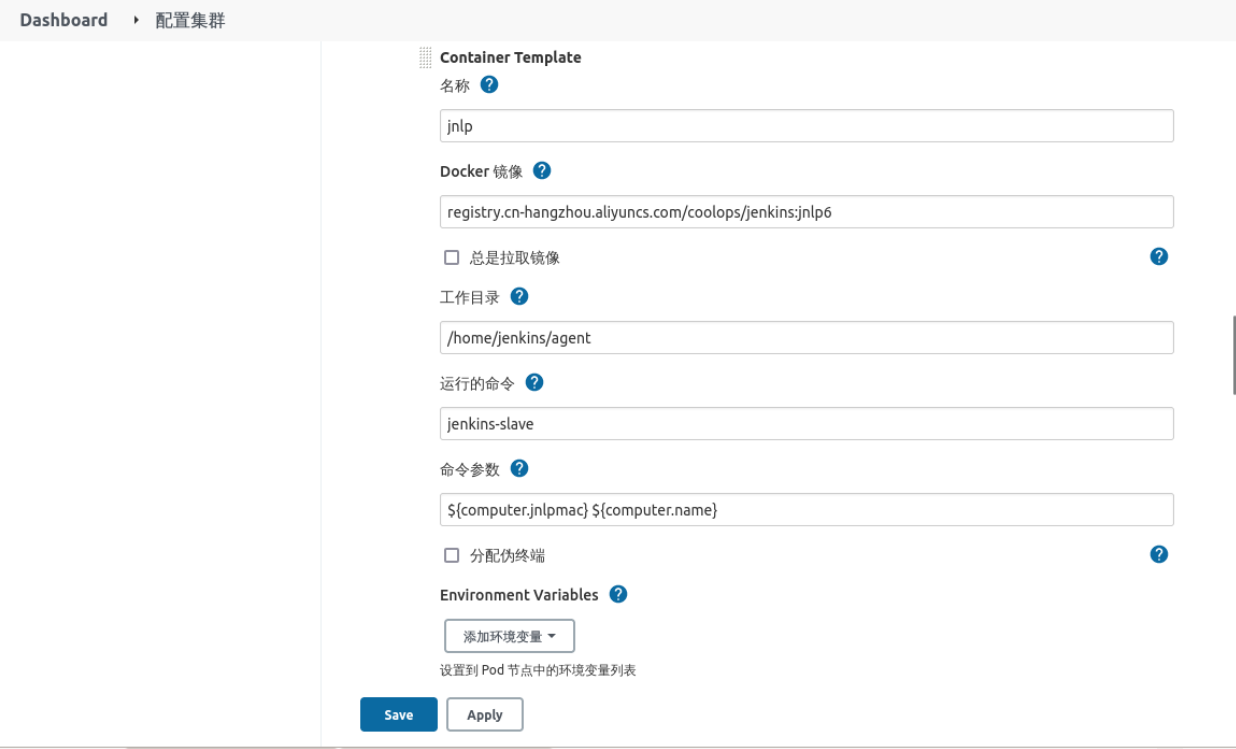 Dashboard 配置集群
Container Template
名称
jnlp
Docker 镜像
registry.cn-hangzhou.aliyuncs.com/coolops/jenkins:jnlp6
总是拉取镜像
工作目录
/home/jenkins/agent
运行的命令
jenkins-slave
命令参数
${computer.jnlpmac} ${computer.name}
分配伪终端
Environment Variables
添加环境变量
设置到 Pod 节点中的环境变量列表
Save Apply